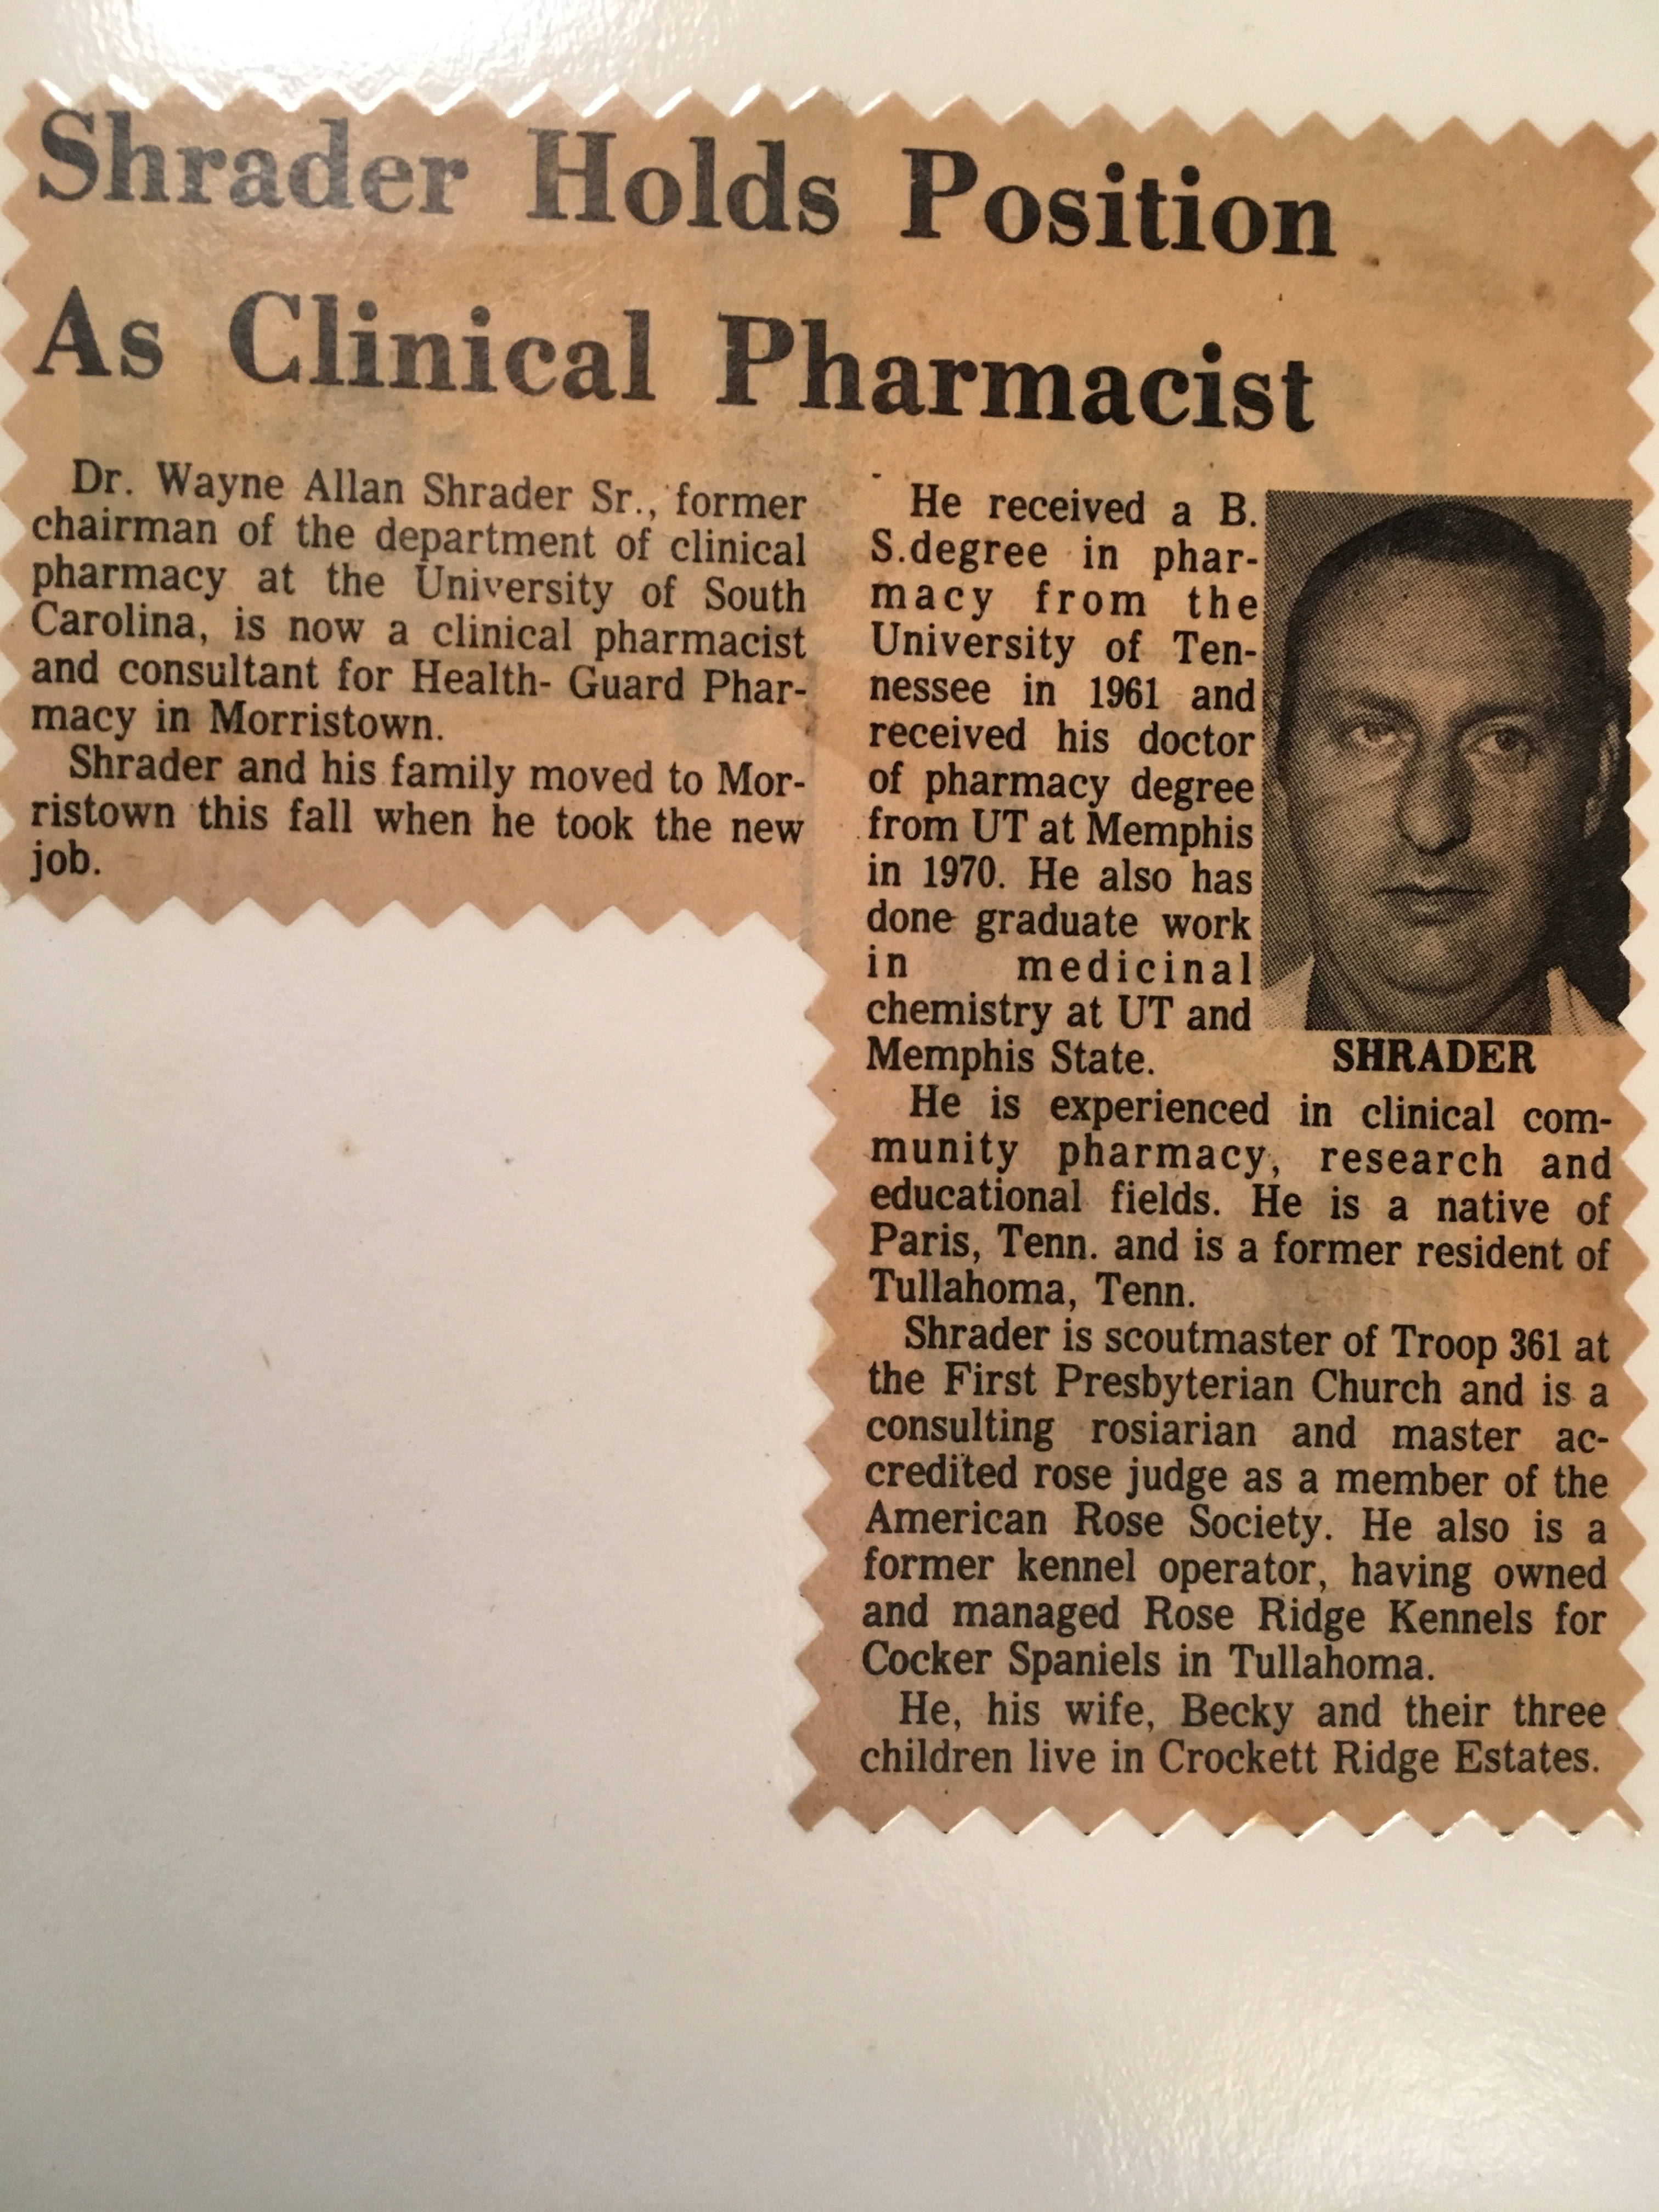 Shrader Holds Position
As Clinical Pharmacist
Dr. Wayne Allan Shrader Sr., former
chairman of the department of clinical
pharmacy at the University of South
Carolina, is now a clinical pharmacist
and consultant for Health- Guard Phar-
macy in Morristown.
Shrader and his family moved to Mor-
ristown this fall when he took the new
job.
He received a B.
S.degree in phar-
macy from the
University of Ten-
nessee in 1961 and
received his doctor
of pharmacy degree
from UT at Memphis
in 1970. He also has
done graduate work
in medicinal
chemistry at UT and
Memphis State.
SHRADER
He is experienced in clinical com-
munity pharmacy, research and
educational fields. He is a native of
Paris, Tenn. and is a former resident of
Tullahoma, Tenn.
Shrader is scoutmaster of Troop 361 at
the First Presbyterian Church and is a
consulting rosiarian and master ac-
credited rose judge as a member of the
American Rose Society. He also is a
former kennel operator, having owned
and managed Rose Ridge Kennels for
Cocker Spaniels in Tullahoma.
He, his wife, Becky and their three
children live in Crockett Ridge Estates.